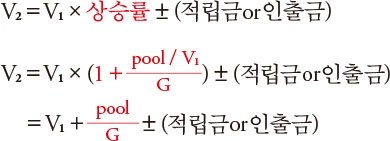 V₂ = V₁ × 상승률 ± (적립금or인출금)
V₂ = V₁ × (1 + pool / V₁ / G) ± (적립금or인출금)
= V₁ + pool / G ± (적립금or인출금)